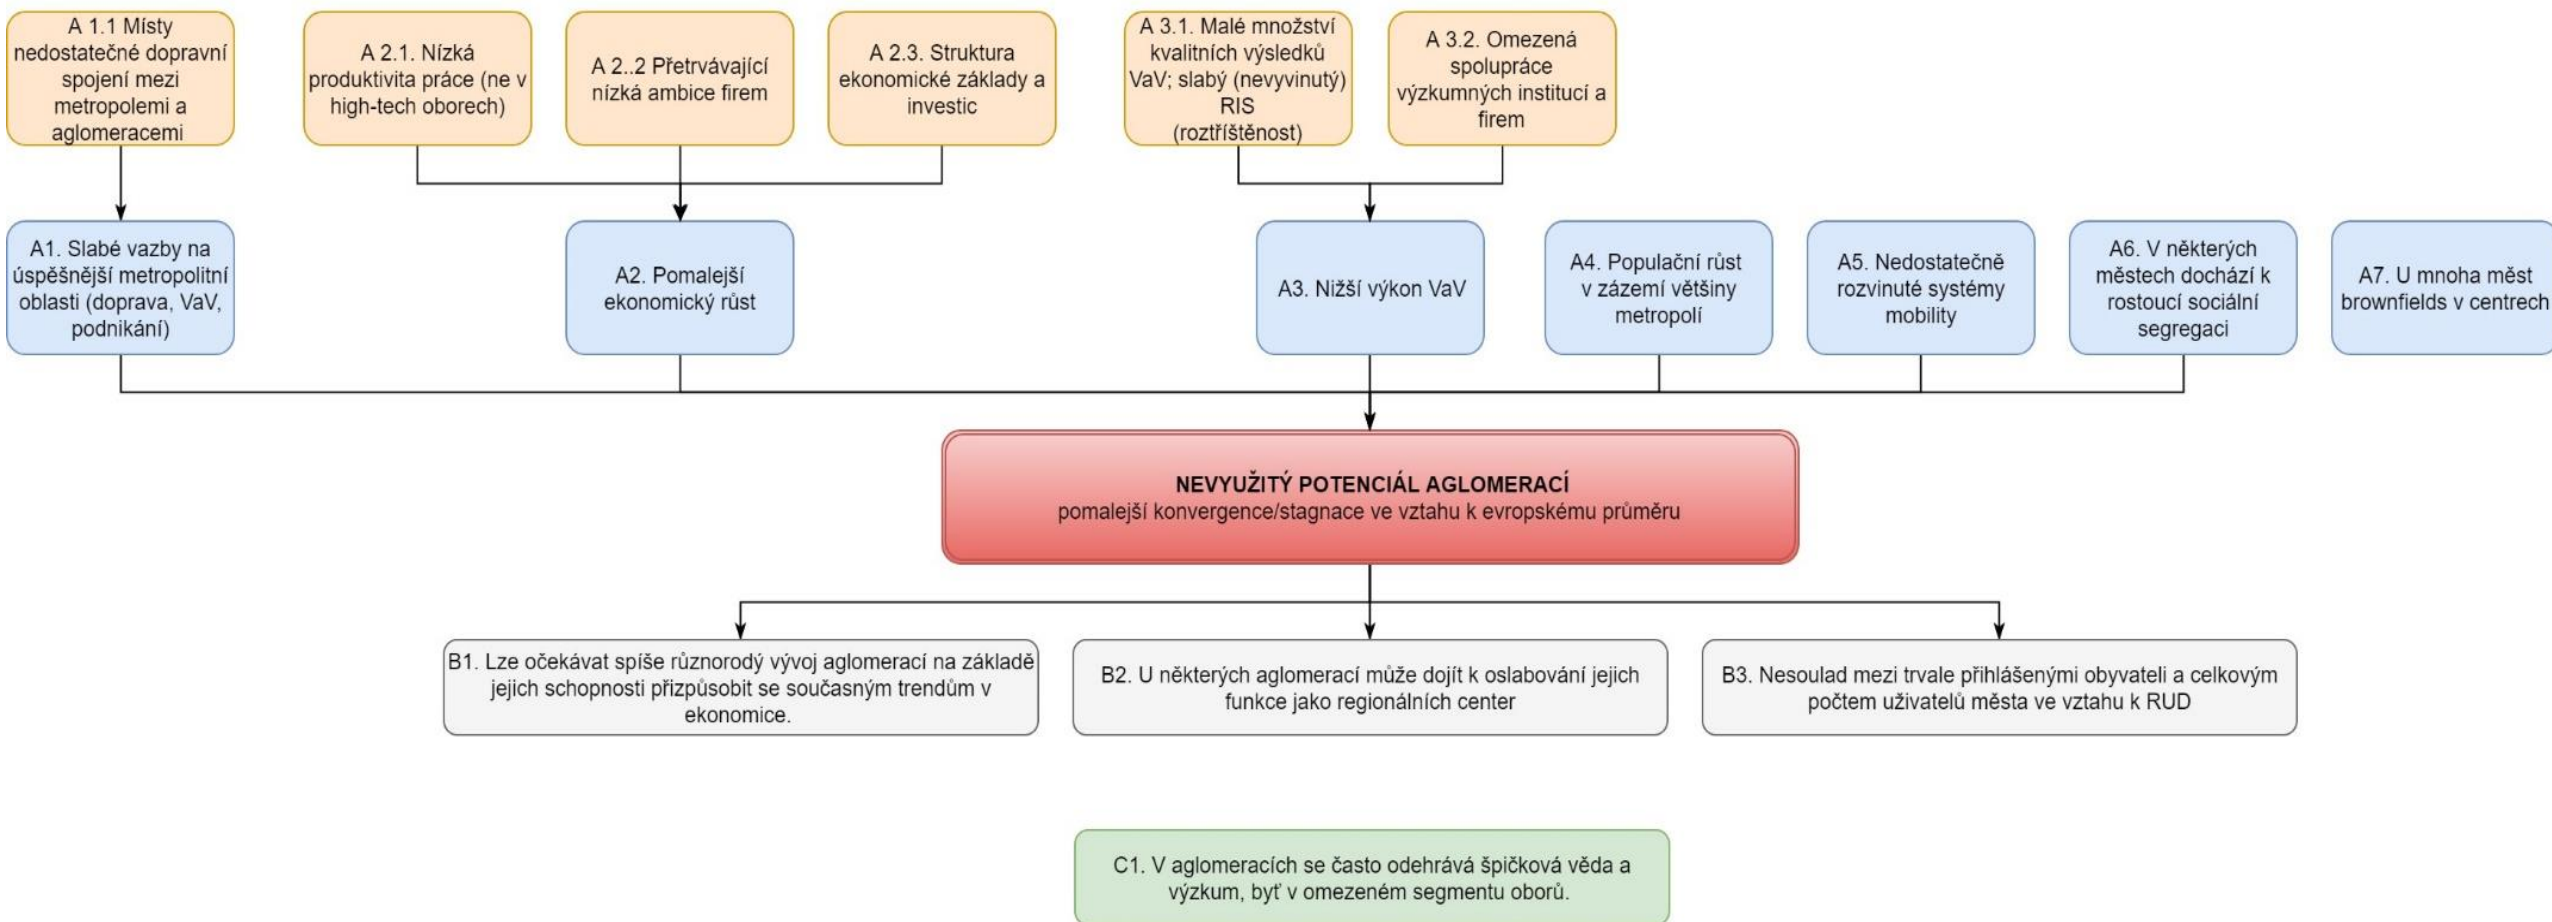 A 1.1 Místy
nedostatečné dopravní
spojení mezi
metropolemi a
aglomeracemi
A 2.1. Nízká
produktivita práce (ne v
high-tech oborech)
A 2..2 Přetrvávající
nízká ambice firem
A 2.3. Struktura
ekonomické základy a
investic
A 3.1. Malé množství
kvalitních výsledků
VaV; slabý (nevyvinutý)
RIS
(roztříštěnost)
A 3.2. Omezená
spolupráce
výzkumných institucí a
firem
A1. Slabé vazby na
úspěšnější metropolitní
oblasti (doprava, VaV,
podnikání)
A2. Pomalejší
ekonomický růst
A3. Nižší výkon VaV
A4. Populační růst
v zázemí většiny
metropolí
A5. Nedostatečně
rozvinuté systémy
mobility
A6. V některých
městech dochází k
rostoucí sociální
segregaci
A7. U mnoha měst
brownfields v centrech
NEVYUŽITÝ POTENCIÁL AGLOMERACÍ
pomalejší konvergence/stagnace ve vztahu k evropskému průměru
B1. Lze očekávat spíše různorodý vývoj aglomerací na základě
jejich schopnosti přizpůsobit se současným trendům v
ekonomice.
B2. U některých aglomerací může dojít k oslabování jejich
funkce jako regionálních center
B3. Nesoulad mezi trvale přihlášenými obyvateli a celkovým
počtem uživatelů města ve vztahu k RUD
C1. V aglomeracích se často odehrává špičková věda a
výzkum, byť v omezeném segmentu oborů.